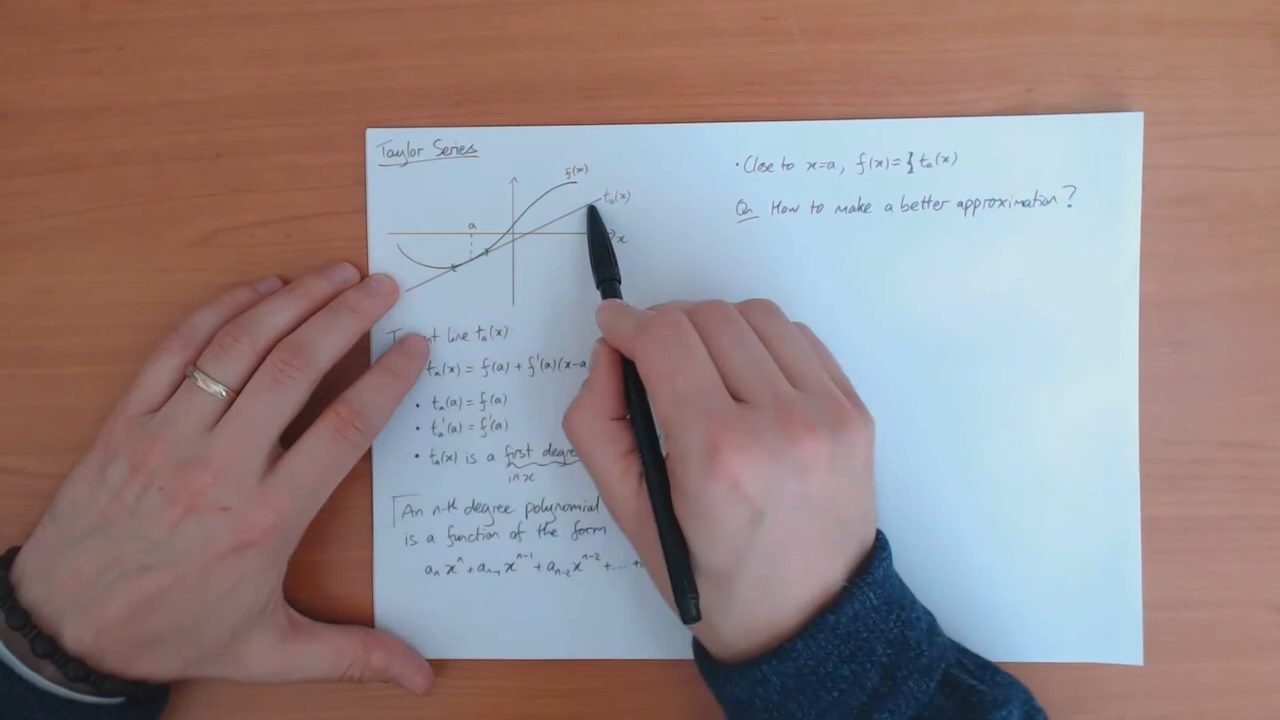 Taylor Series
f(x)
tₐ(x)
a
x
line tₐ(x)
tₐ(x) = f(a) + f'(a)(x-a
• tₐ(a) = f(a)
• tₐ'(a) = f'(a)
• tₐ(x) is a first degre
in x
An n-th degree polynomial
is a function of the form
aₙxⁿ + aₙ₋₁xⁿ⁻¹ + aₙ₋₂xⁿ⁻² + ... +
• Close to x=a, f(x) = } tₐ(x)
Qn How to make a better approximation?